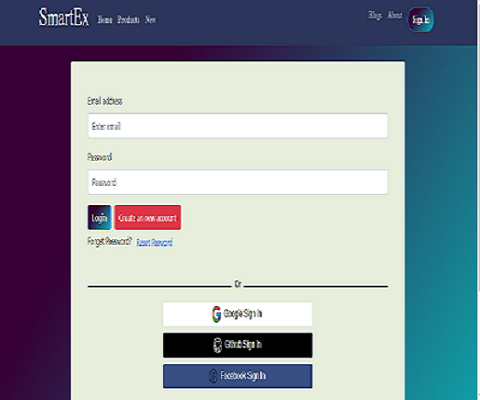 SmartEx Home Products New Blogs About Sign In
Email address
Enter email
Password
Password
Login Create an new account
Forget Password? Reset Password
Or
Google Sign In
Github Sign In
Facebook Sign In